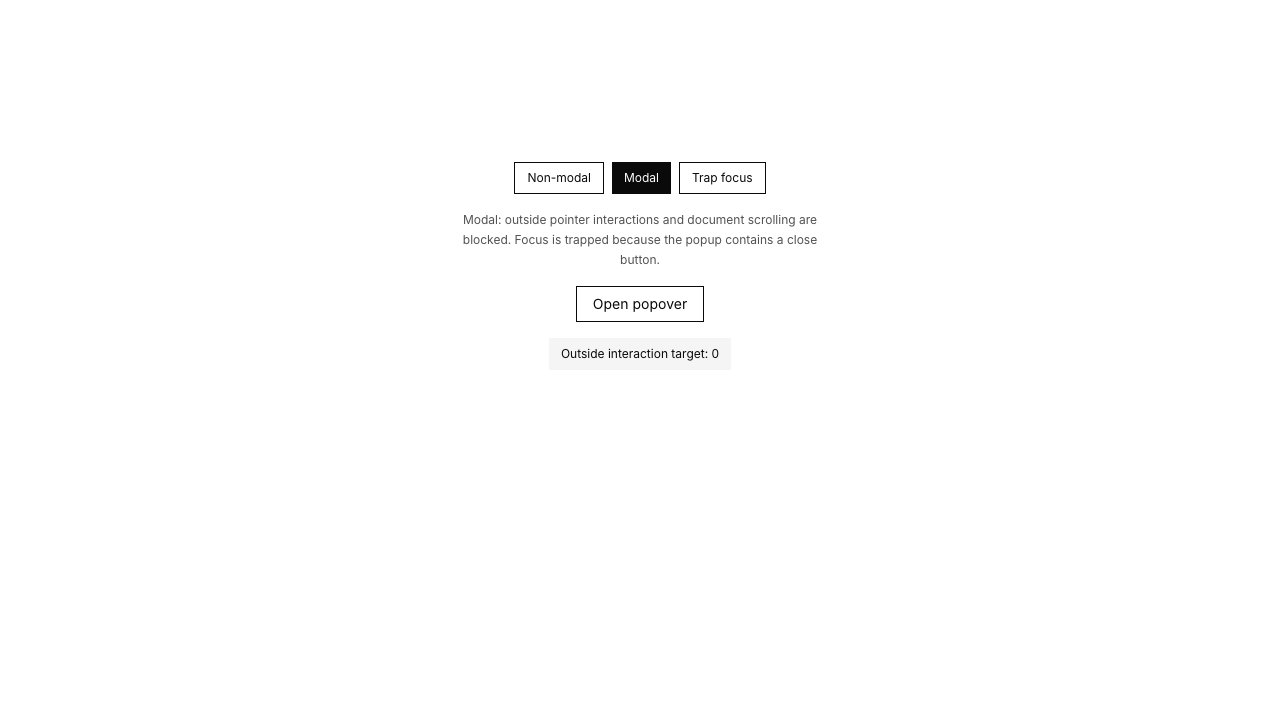 Non-modal
Modal
Trap focus
Modal: outside pointer interactions and document scrolling are
blocked. Focus is trapped because the popup contains a close
button.
Open popover
Outside interaction target: 0